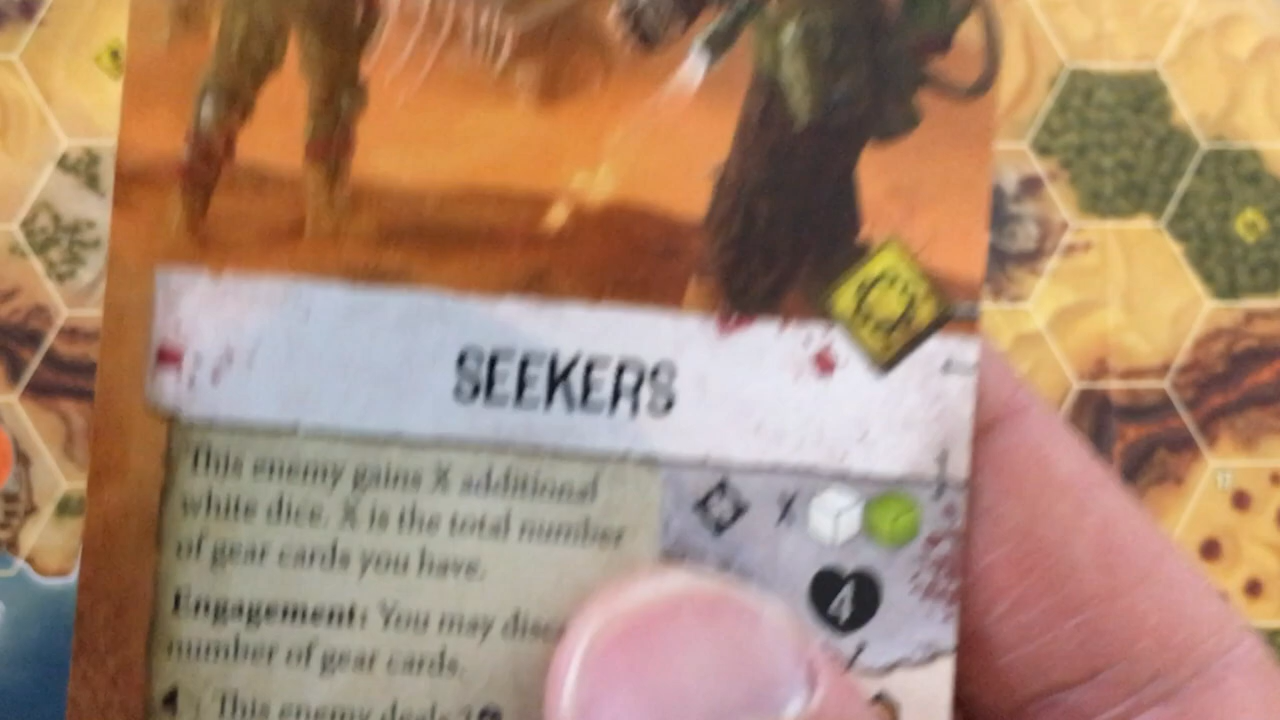 SEEKERS
This enemy gains X additional
white dice. X is the total number
of gear cards you have.
X
4
Engagement: You may
number of gear cards.
This enemy deals